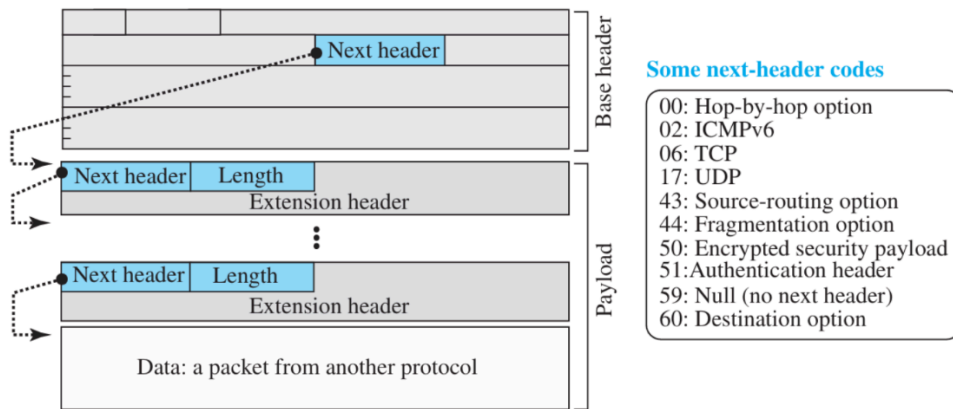 Next header
Base header
Next header Length
Extension header
Next header Length
Extension header
Data: a packet from another protocol
Payload
Some next-header codes
00: Hop-by-hop option
02: ICMPv6
06: TCP
17: UDP
43: Source-routing option
44: Fragmentation option
50: Encrypted security payload
51:Authentication header
59: Null (no next header)
60: Destination option